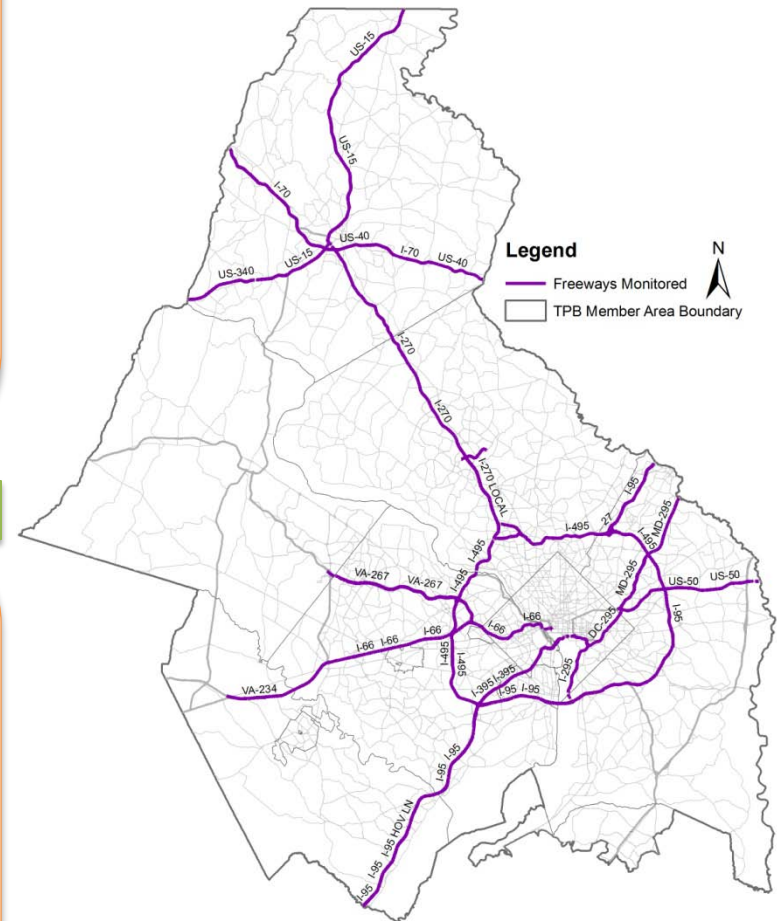 US-15
US-15
I-70
US-40
I-70
US-40
US-15
US-340
Legend
N
Freeways Monitored
TPB Member Area Boundary
I-270
I-270
I-270 LOCAL
I-95
27
MD-295
I-495
I-495
I-495
I-495
MD-295
US-50
US-50
VA-267
VA-267
I-66
I-66
DC-295
I-95
I-66
I-66
I-495
I-495
I-295
VA-234
I-395
I-395
I-95
I-95
I-95
I-95
I-95 HOV LN
I-95
I-95